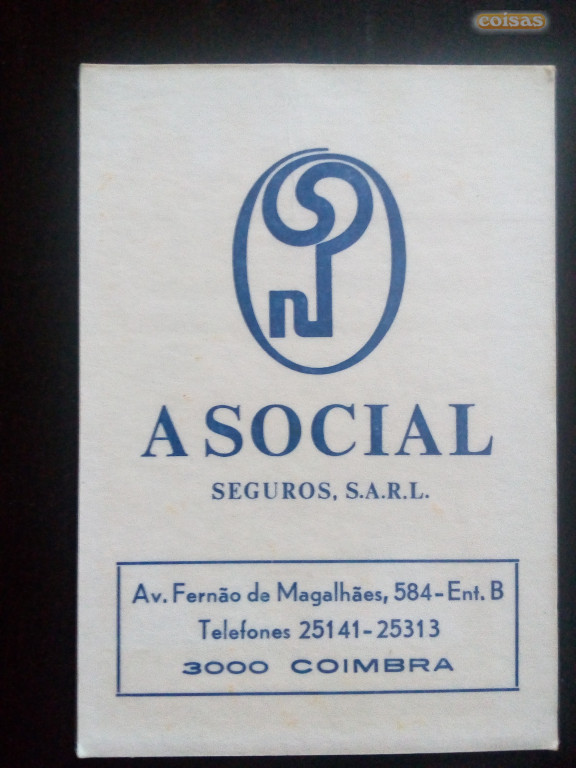 coisas
A SOCIAL
SEGUROS, S.A.R.L.
Av. Fernão de Magalhães, 584-Ent. B
Telefones 25141-25313
3000 COIMBRA